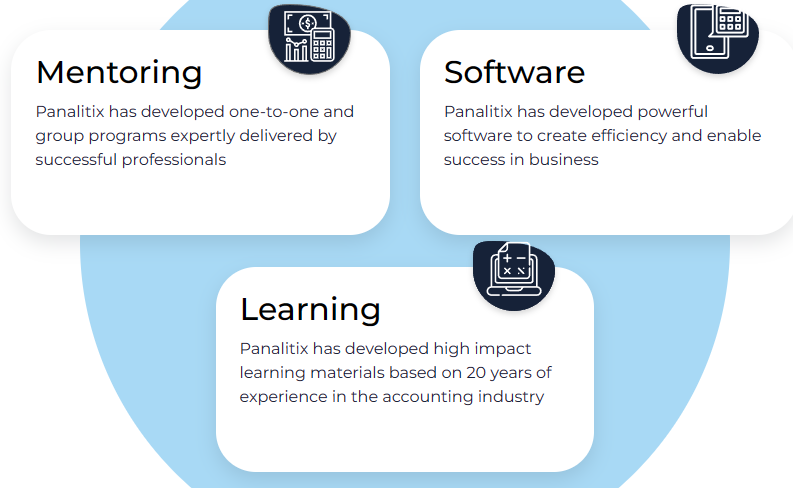 Mentoring
Panalitix has developed one-to-one and
group programs expertly delivered by
successful professionals
Software
Panalitix has developed powerful
software to create efficiency and enable
success in business
Learning
Panalitix has developed high impact
learning materials based on 20 years of
experience in the accounting industry